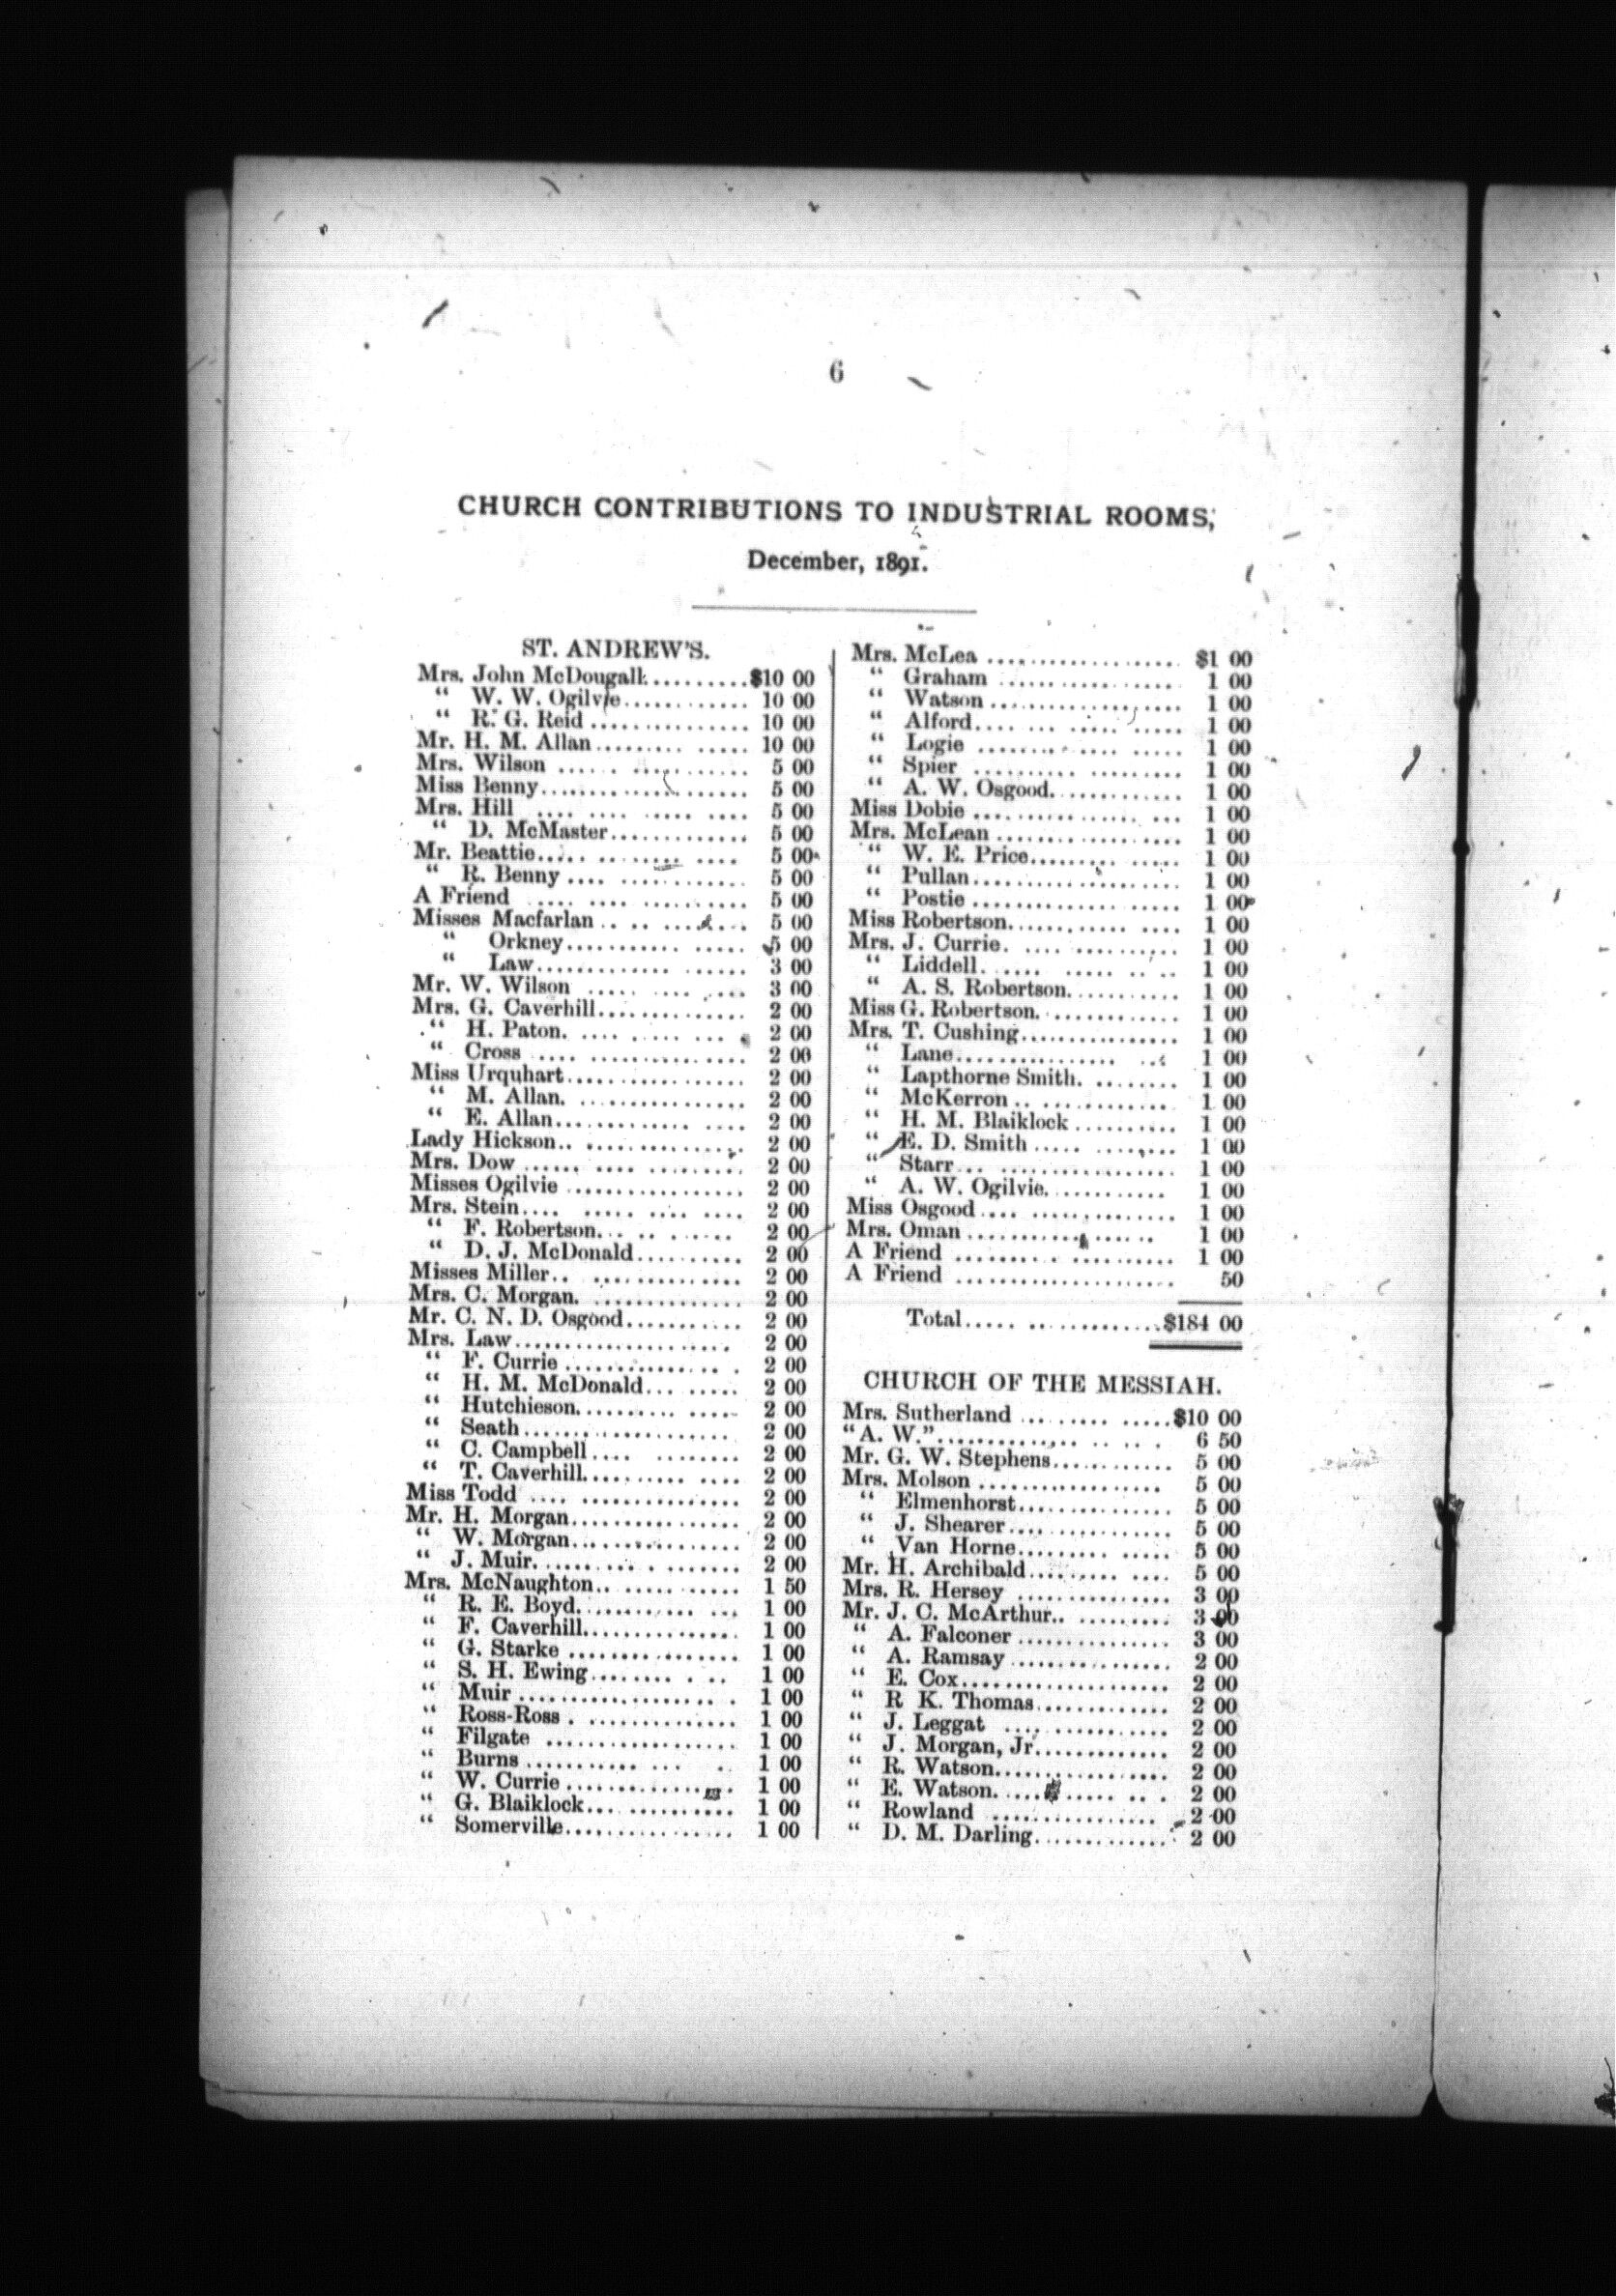 6
CHURCH CONTRIBUTIONS TO INDUSTRIAL ROOMS,
December, 1891.
ST. ANDREW'S.
Mrs. John McDougall..........$10 00
“ W. W. Ogilvie............ 10 00
“ R. G. Reid ............... 10 00
Mr. H. M. Allan......... ..... 10 00
Mrs. Wilson ...... ........... 5 00
Miss Benny.................... 5 00
Mrs. Hill .... .... .... .... 5 00
“ D. McMaster............. 5 00
Mr. Beattie..... ........ .... 5 00
“ R. Benny .... ............ 5 00
A Friend .... .... .......... 5 00
Misses Macfarlan .. .. ........ 5 00
“ Orkney........... ..... 5 00
“ Law............. ...... 3 00
Mr. W. Wilson ..... .... .... 3 00
Mrs. G. Caverhill.............. 2 00
“ H. Paton. .... ..... ... . 2 00
“ Cross .... ............... 2 00
Miss Urquhart................. 2 00
“ M. Allan. ................ 2 00
“ E. Allan............. .... 2 00
Lady Hickson.. ............... 2 00
Mrs. Dow ...... .... ......... 2 00
Misses Ogilvie ................. 2 00
Mrs. Stein.... ..... .... .... 2 00
“ F. Robertson... .. ...... 2 00
“ D. J. McDonald.......... 2 00
Misses Miller.. .............. 2 00
Mrs. C. Morgan. .............. 2 00
Mr. C. N. D. Osgood........... 2 00
Mrs. Law..................... 2 00
“ F. Currie ............... . 2 00
“ H. M. McDonald... ..... 2 00
“ Hutchieson.......... ..... 2 00
“ Seath.................... 2 00
“ C. Campbell.... ........ 2 00
“ T. Caverhill.......... .... 2 00
Miss Todd .... ............... 2 00
Mr. H. Morgan................ 2 00
“ W. Morgan................ 2 00
“ J. Muir........... . ....... 2 00
Mrs. McNaughton.. ........... 1 50
“ R. E. Boyd........... ... 1 00
“ F. Caverhill............... 1 00
“ G. Starke ................ 1 00
“ S. H. Ewing........ . .. 1 00
“ Muir ................... . 1 00
“ Ross-Ross . .............. 1 00
“ Filgate .................. 1 00
“ Burns ........... ... . 1 00
“ W. Currie ................ 1 00
“ G. Blaiklock... ........... 1 00
“ Somerville................ 1 00
Mrs. McLea ................... $1 00
“ Graham ................. 1 00
“ Watson ................... 1 00
“ Alford.... .... ..... ..... 1 00
“ Logie ........ .... ..... 1 00
“ Spier .......... ......... 1 00
“ A. W. Osgood............. 1 00
Miss Dobie ................ ... 1 00
Mrs. McLean .................. 1 00
“ W. E. Price......... ..... 1 00
“ Pullan.................... 1 00
“ Postie .............. ..... 1 00
Miss Robertson........... .... 1 00
Mrs. J. Currie. .... .......... 1 00
“ Liddell. ..... ..... .. .. 1 00
“ A. S. Robertson........... 1 00
Miss G. Robertson. ............ 1 00
Mrs. T. Cushing................ 1 00
“ Lane................ ... 1 00
“ Lapthorne Smith. ........ 1 00
“ McKerron .. ............. 1 00
“ H. M. Blaiklock .......... 1 00
“ E. D. Smith ..... ........ 1 00
“ Starr... ................. 1 00
“ A. W. Ogilvie............ 1 00
Miss Osgood .... .............. 1 00
Mrs. Oman .................. 1 00
A Friend ......... . .......... 1 00
A Friend .................... 50
Total..... ...............$184 00
CHURCH OF THE MESSIAH.
Mrs. Sutherland ... ...... .....$10 00
“A. W.”................ .. .. . 6 50
Mr. G. W. Stephens............ 5 00
Mrs. Molson .................. 5 00
“ Elmenhorst............... 5 00
“ J. Shearer.... ............ 5 00
“ Van Horne......... ..... 5 00
Mr. H. Archibald......... .... 5 00
Mrs. R. Hersey ............... 3 00
Mr. J. C. McArthur.. ......... 3 00
“ A. Falconer ............... 3 00
“ A. Ramsay ................ 2 00
“ E. Cox..................... 2 00
“ R K. Thomas............. 2 00
“ J. Leggat .... ............ 2 00
“ J. Morgan, Jr............. 2 00
“ R. Watson................. 2 00
“ E. Watson. ......... .. . 2 00
“ Rowland ................ 2 00
“ D. M. Darling............. 2 00